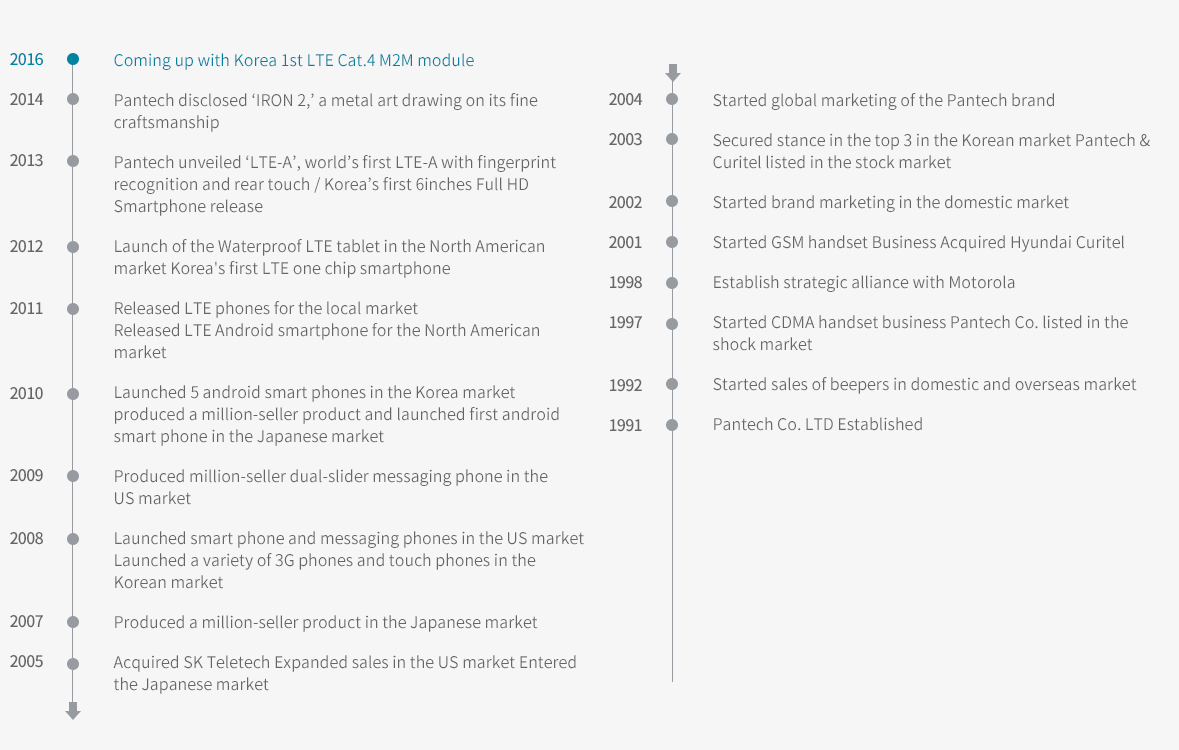 2016 Coming up with Korea 1st LTE Cat.4 M2M module
2014 Pantech disclosed ‘IRON 2,’ a metal art drawing on its fine
craftsmanship
2013 Pantech unveiled ‘LTE-A’, world’s first LTE-A with fingerprint
recognition and rear touch / Korea’s first 6inches Full HD
Smartphone release
2012 Launch of the Waterproof LTE tablet in the North American
market Korea's first LTE one chip smartphone
2011 Released LTE phones for the local market
Released LTE Android smartphone for the North American
market
2010 Launched 5 android smart phones in the Korea market
produced a million-seller product and launched first android
smart phone in the Japanese market
2009 Produced million-seller dual-slider messaging phone in the
US market
2008 Launched smart phone and messaging phones in the US market
Launched a variety of 3G phones and touch phones in the
Korean market
2007 Produced a million-seller product in the Japanese market
2005 Acquired SK Teletech Expanded sales in the US market Entered
the Japanese market
2004 Started global marketing of the Pantech brand
2003 Secured stance in the top 3 in the Korean market Pantech &
Curitel listed in the stock market
2002 Started brand marketing in the domestic market
2001 Started GSM handset Business Acquired Hyundai Curitel
1998 Establish strategic alliance with Motorola
1997 Started CDMA handset business Pantech Co. listed in the
shock market
1992 Started sales of beepers in domestic and overseas market
1991 Pantech Co. LTD Established